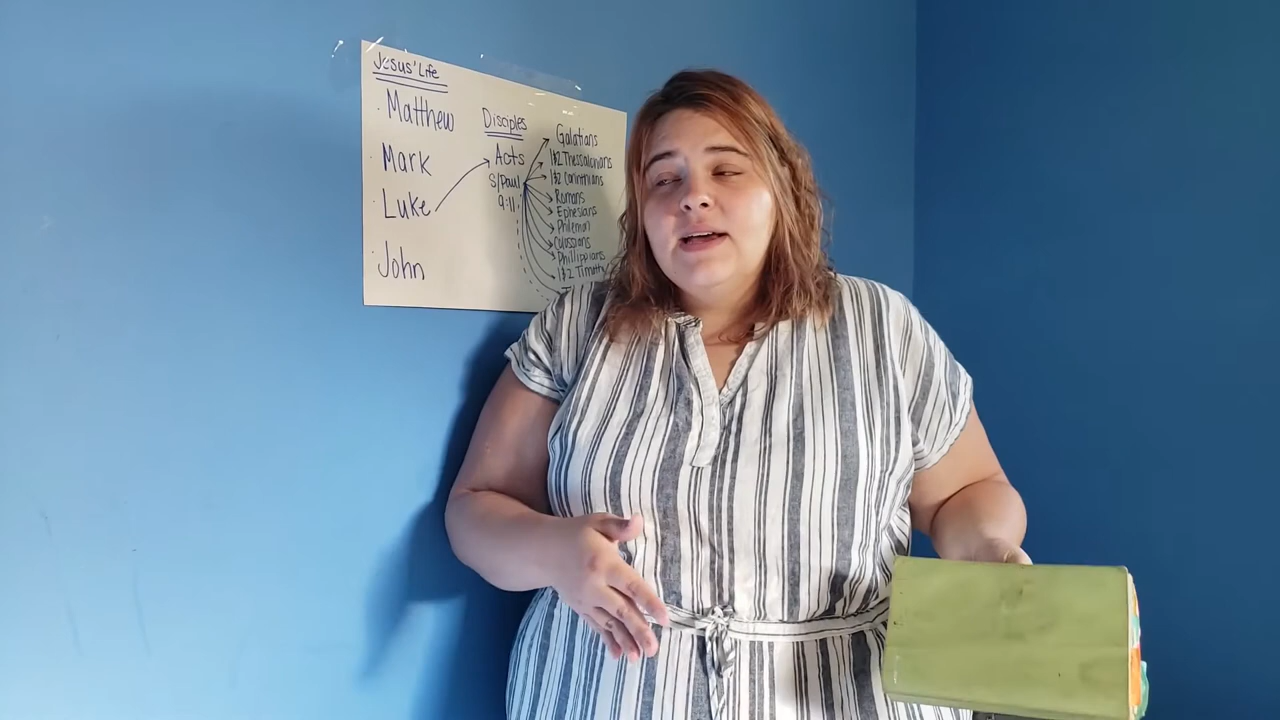 Jesus' Life
Matthew
Mark
Luke
John
Disciples
Acts
S/Paul
9:11
Galatians
1&2 Thessalonians
1&2 Corinthians
Romans
Ephesians
Philemon
Colossians
Phillippians
1&2 Timothy